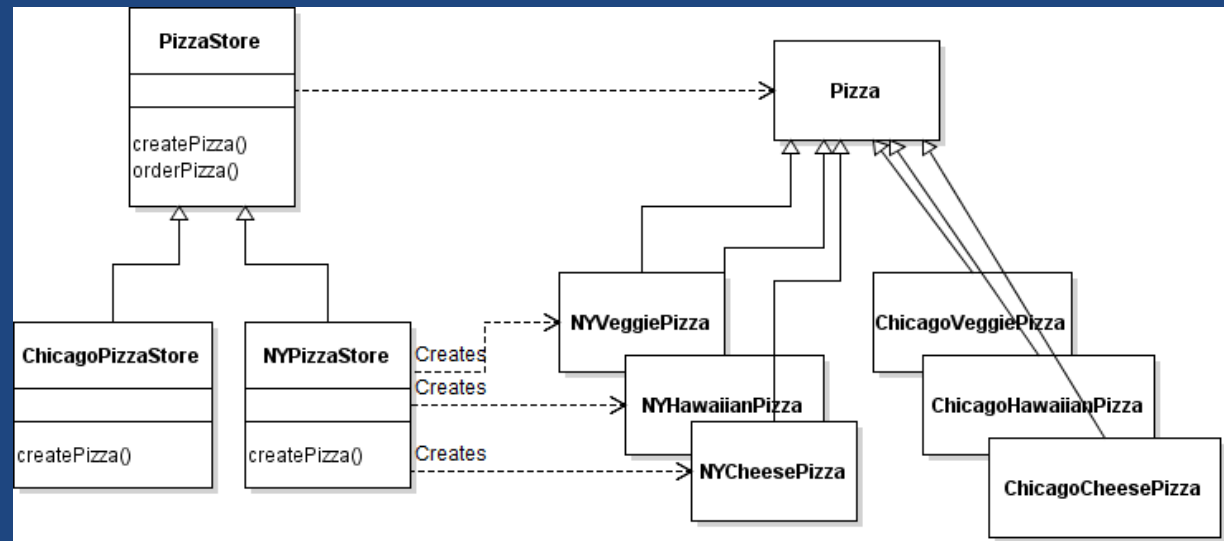 PizzaStore
createPizza()
orderPizza()
Pizza
ChicagoPizzaStore
createPizza()
NYPizzaStore
createPizza()
Creates
Creates
Creates
NYVeggiePizza
NYHawaiianPizza
NYCheesePizza
ChicagoVeggiePizza
ChicagoHawaiianPizza
ChicagoCheesePizza